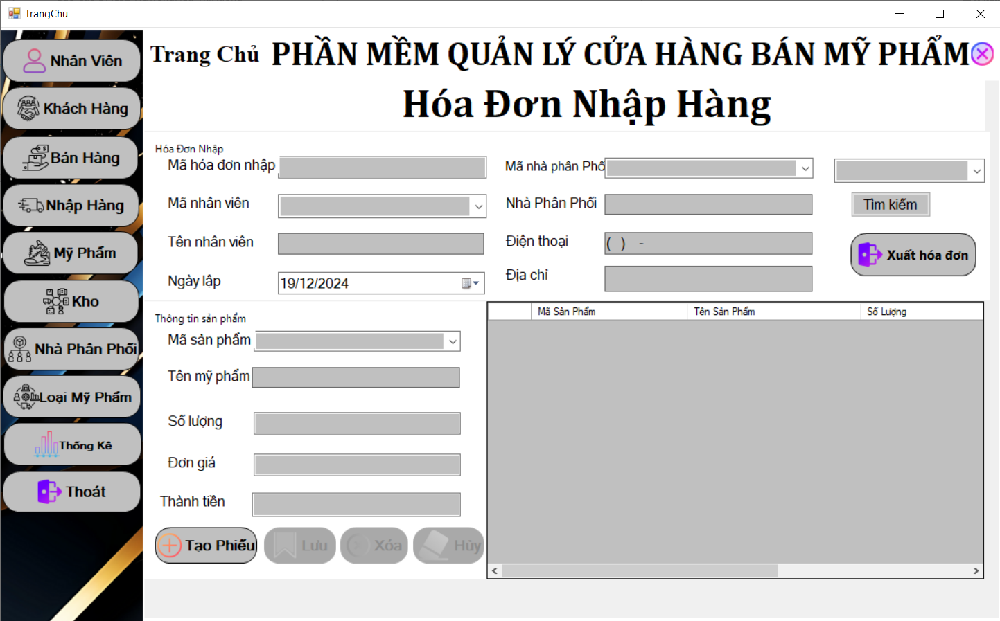 TrangChu
Nhân Viên
Khách Hàng
Bán Hàng
Nhập Hàng
Mỹ Phẩm
Kho
Nhà Phân Phối
Loại Mỹ Phẩm
Thống Kê
Thoát
Trang Chủ PHẦN MỀM QUẢN LÝ CỬA HÀNG BÁN MỸ PHẨM
Hóa Đơn Nhập Hàng
Hóa Đơn Nhập
Mã hóa đơn nhập
Mã nhân viên
Tên nhân viên
Ngày lập 19/12/2024
Mã nhà phân Phố
Nhà Phân Phối
Điện thoại ( ) -
Địa chỉ
Tìm kiếm
Xuất hóa đơn
Thông tin sản phẩm
Mã sản phẩm
Tên mỹ phẩm
Số lượng
Đơn giá
Thành tiền
Tạo Phiếu Lưu Xóa Hủy
Mã Sản Phẩm Tên Sản Phẩm Số Lượng